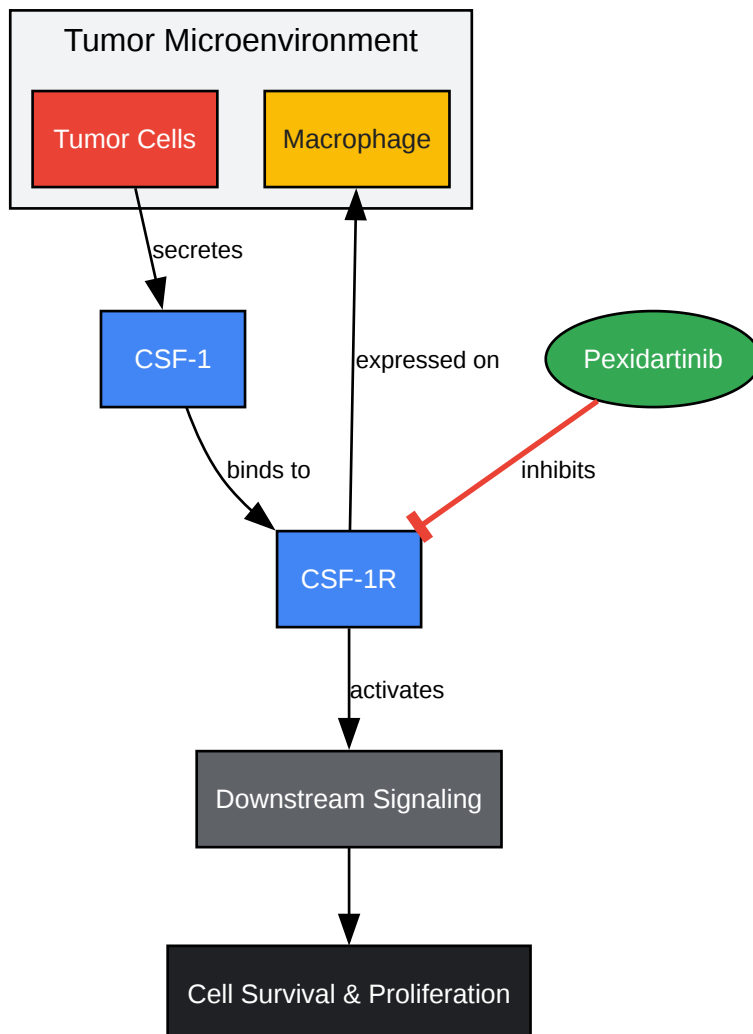 Tumor Microenvironment
Tumor Cells
Macrophage
secretes
CSF-1
expressed on
Pexidartinib
binds to
inhibits
CSF-1R
activates
Downstream Signaling
Cell Survival & Proliferation